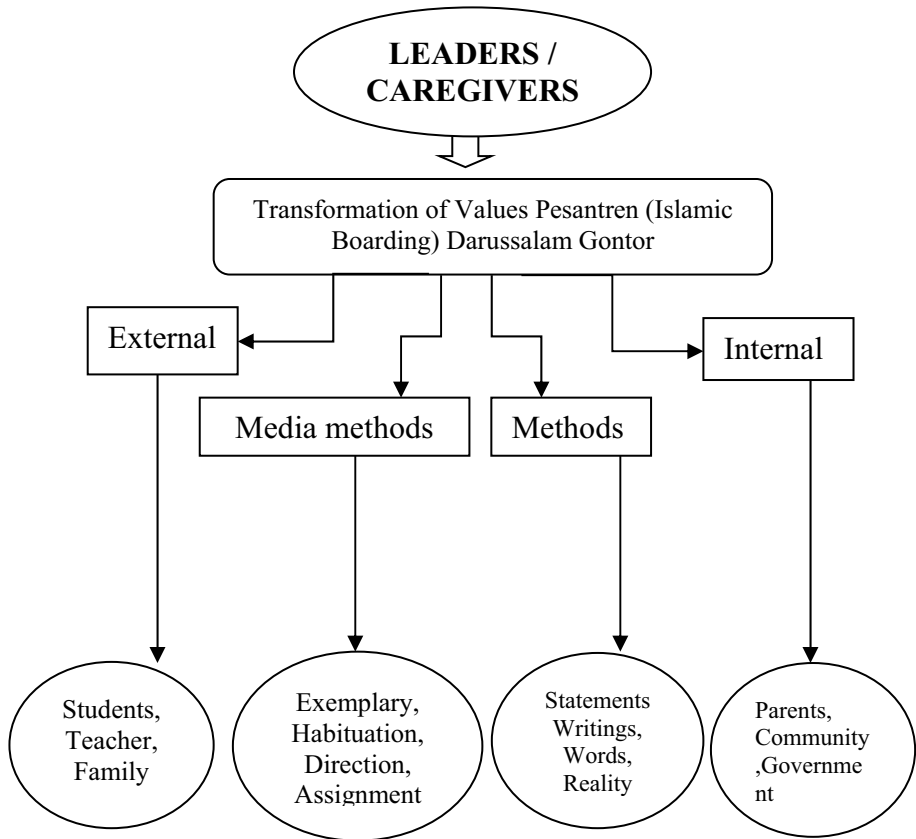 LEADERS /
CAREGIVERS
Transformation of Values Pesantren (Islamic
Boarding) Darussalam Gontor
External
Internal
Media methods
Methods
Students,
Teacher,
Family
Exemplary,
Habituation,
Direction,
Assignment
Statements
Writings,
Words,
Reality
Parents,
Community
,Governme
nt